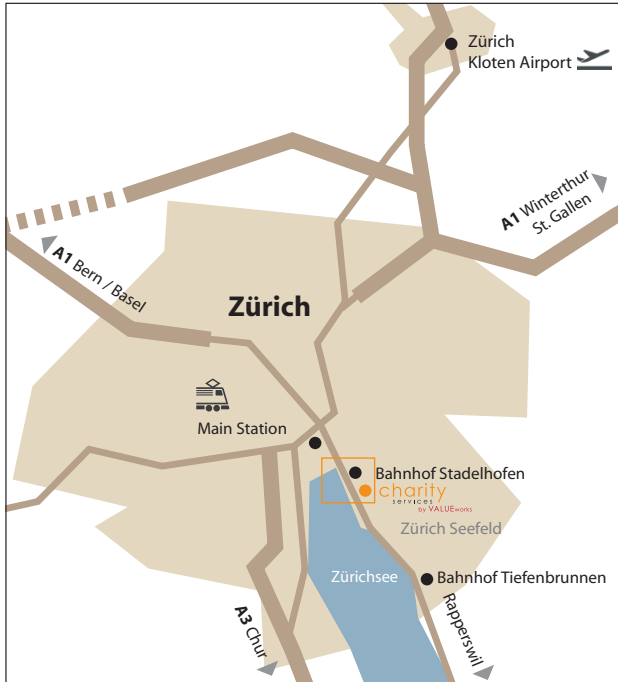 Zürich
Kloten Airport
A1 Winterthur
St. Gallen
A1 Bern / Basel
Zürich
Main Station
Bahnhof Stadelhofen
charity
services
by VALUEworks
Zürich Seefeld
Zürichsee
Bahnhof Tiefenbrunnen
A3 Chur
Rapperswil